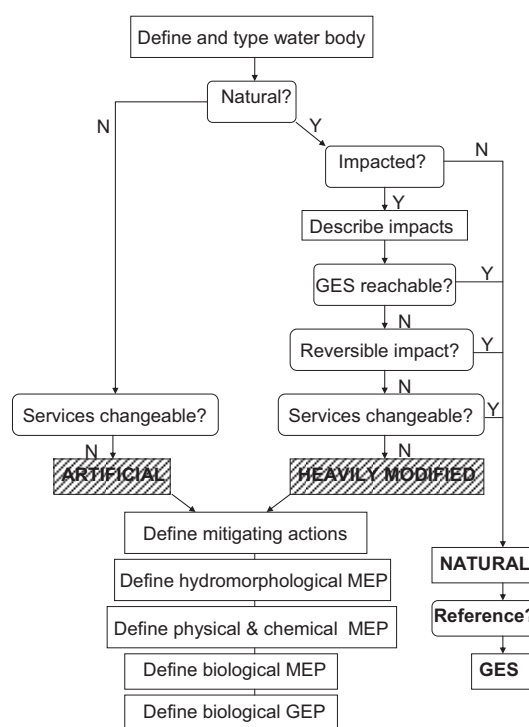 Define and type water body
Natural?
N
Y
Impacted?
N
Y
Describe impacts
GES reachable?
Y
N
Reversible impact?
Y
N
Services changeable?
Services changeable?
Y
N
N
ARTIFICIAL
HEAVILY MODIFIED
Define mitigating actions
Define hydromorphological MEP
NATURAL
Define physical & chemical MEP
Reference?
Define biological MEP
GES
Define biological GEP